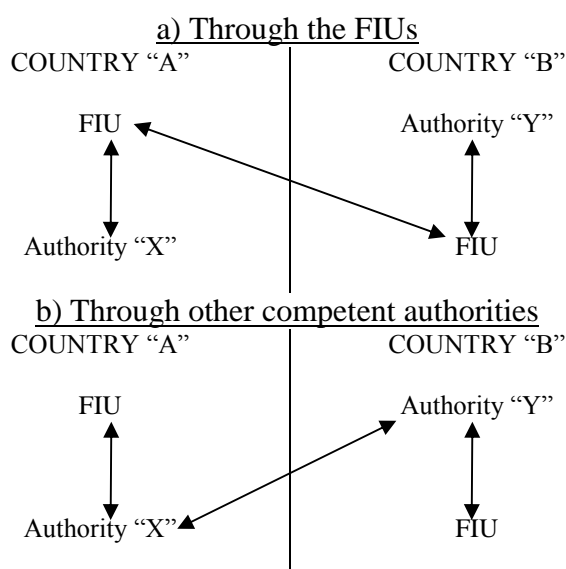 a) Through the FIUs
COUNTRY “A” COUNTRY “B”
FIU Authority “Y”
Authority “X” FIU
b) Through other competent authorities
COUNTRY “A” COUNTRY “B”
FIU Authority “Y”
Authority “X” FIU